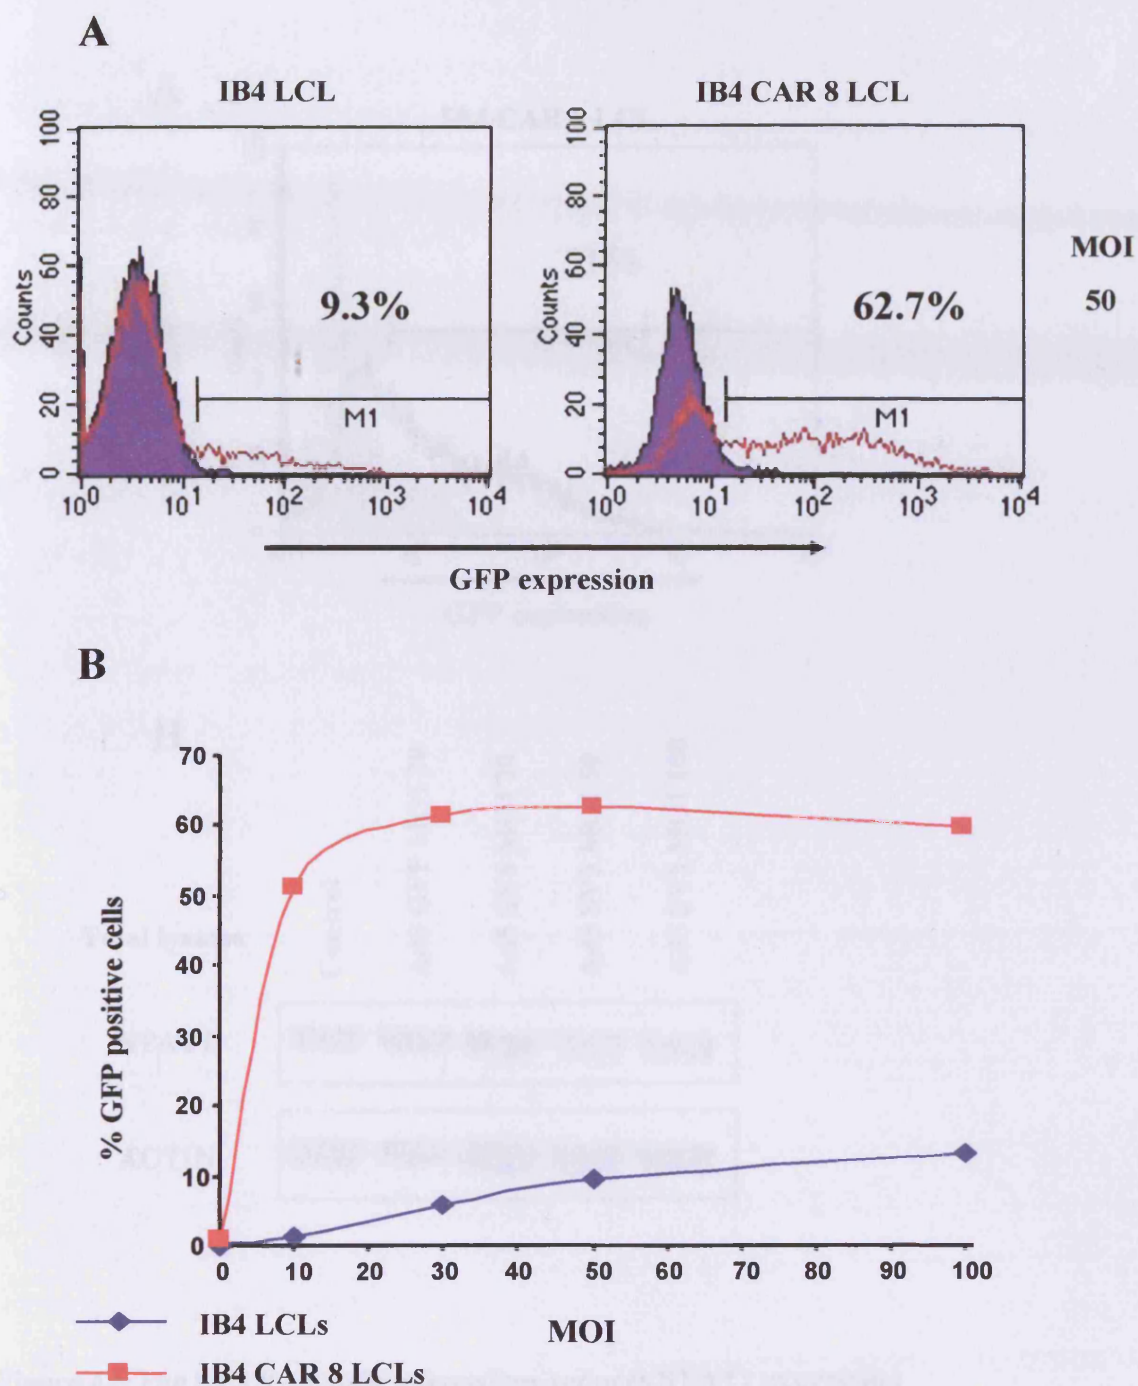 A
IB4 LCL
IB4 CAR 8 LCL
100
80
60
40
20
0
Counts
9.3%
M1
10^0 10^1 10^2 10^3 10^4
100
80
60
40
20
0
Counts
62.7%
M1
10^0 10^1 10^2 10^3 10^4
MOI
50
GFP expression
B
70
60
50
40
30
20
10
0
% GFP positive cells
0 10 20 30 40 50 60 70 80 90 100
MOI
IB4 LCLs
IB4 CAR 8 LCLs